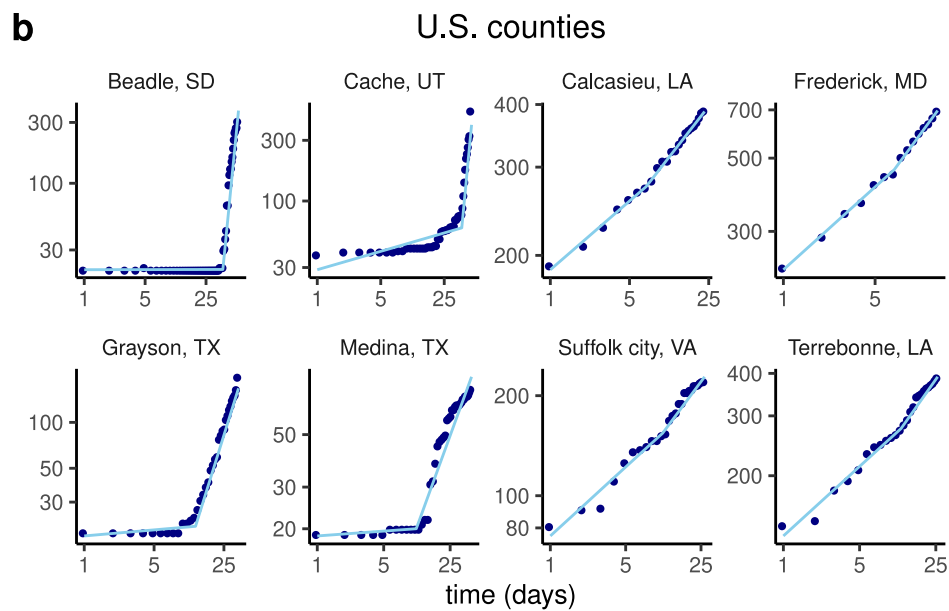 b
U.S. counties
Beadle, SD
300
100
30
1 5 25
Cache, UT
300
100
30
1 5 25
Calcasieu, LA
400
300
200
1 5 25
Frederick, MD
700
500
300
1 5
Grayson, TX
100
50
30
1 5 25
Medina, TX
50
30
20
1 5 25
Suffolk city, VA
200
100
80
1 5 25
Terrebonne, LA
400
300
200
1 5 25
time (days)